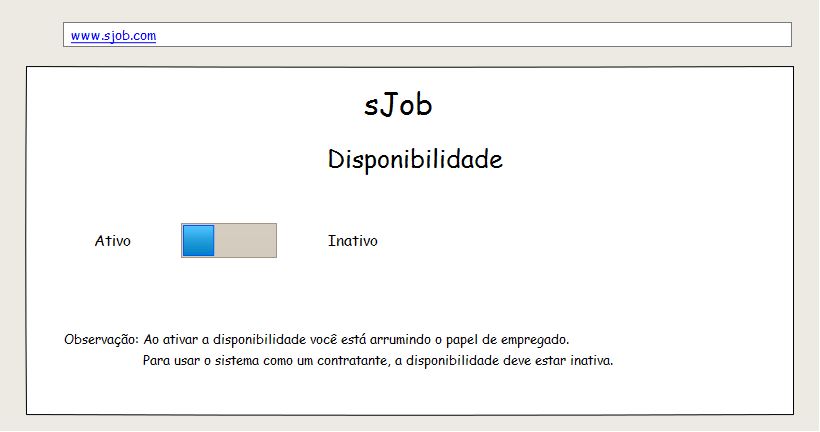 www.sjob.com
sJob
Disponibilidade
Ativo Inativo
Observação: Ao ativar a disponibilidade você está arrumindo o papel de empregado.
Para usar o sistema como um contratante, a disponibilidade deve estar inativa.